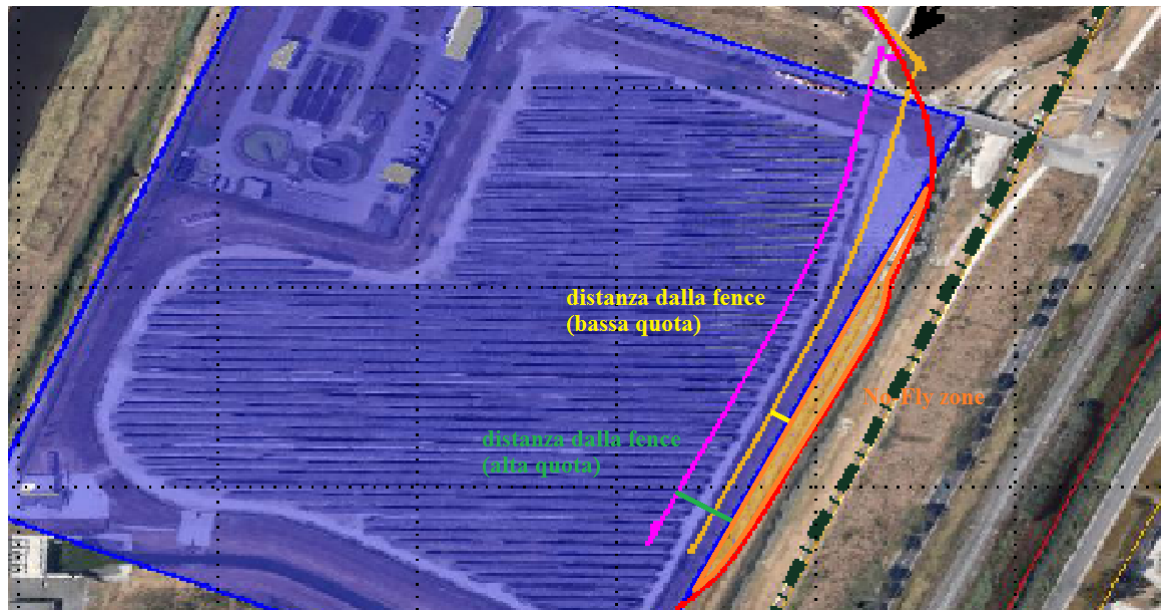 distanza dalla fence
(bassa quota)
No-Fly zone
distanza dalla fence
(alta quota)